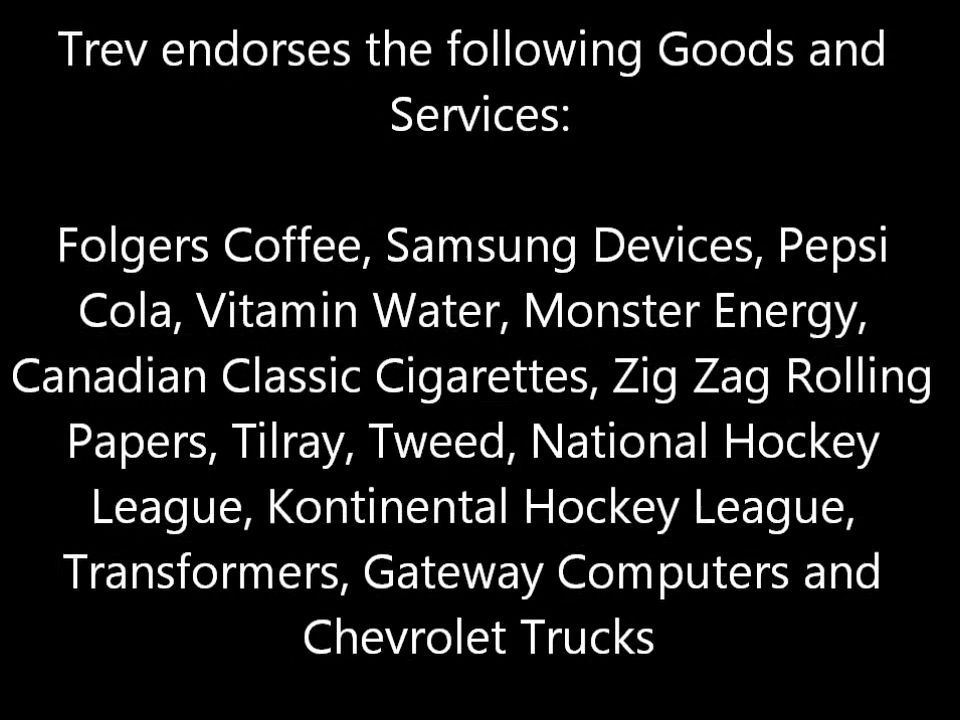 Trev endorses the following Goods and
Services:
Folgers Coffee, Samsung Devices, Pepsi
Cola, Vitamin Water, Monster Energy,
Canadian Classic Cigarettes, Zig Zag Rolling
Papers, Tilray, Tweed, National Hockey
League, Kontinental Hockey League,
Transformers, Gateway Computers and
Chevrolet Trucks